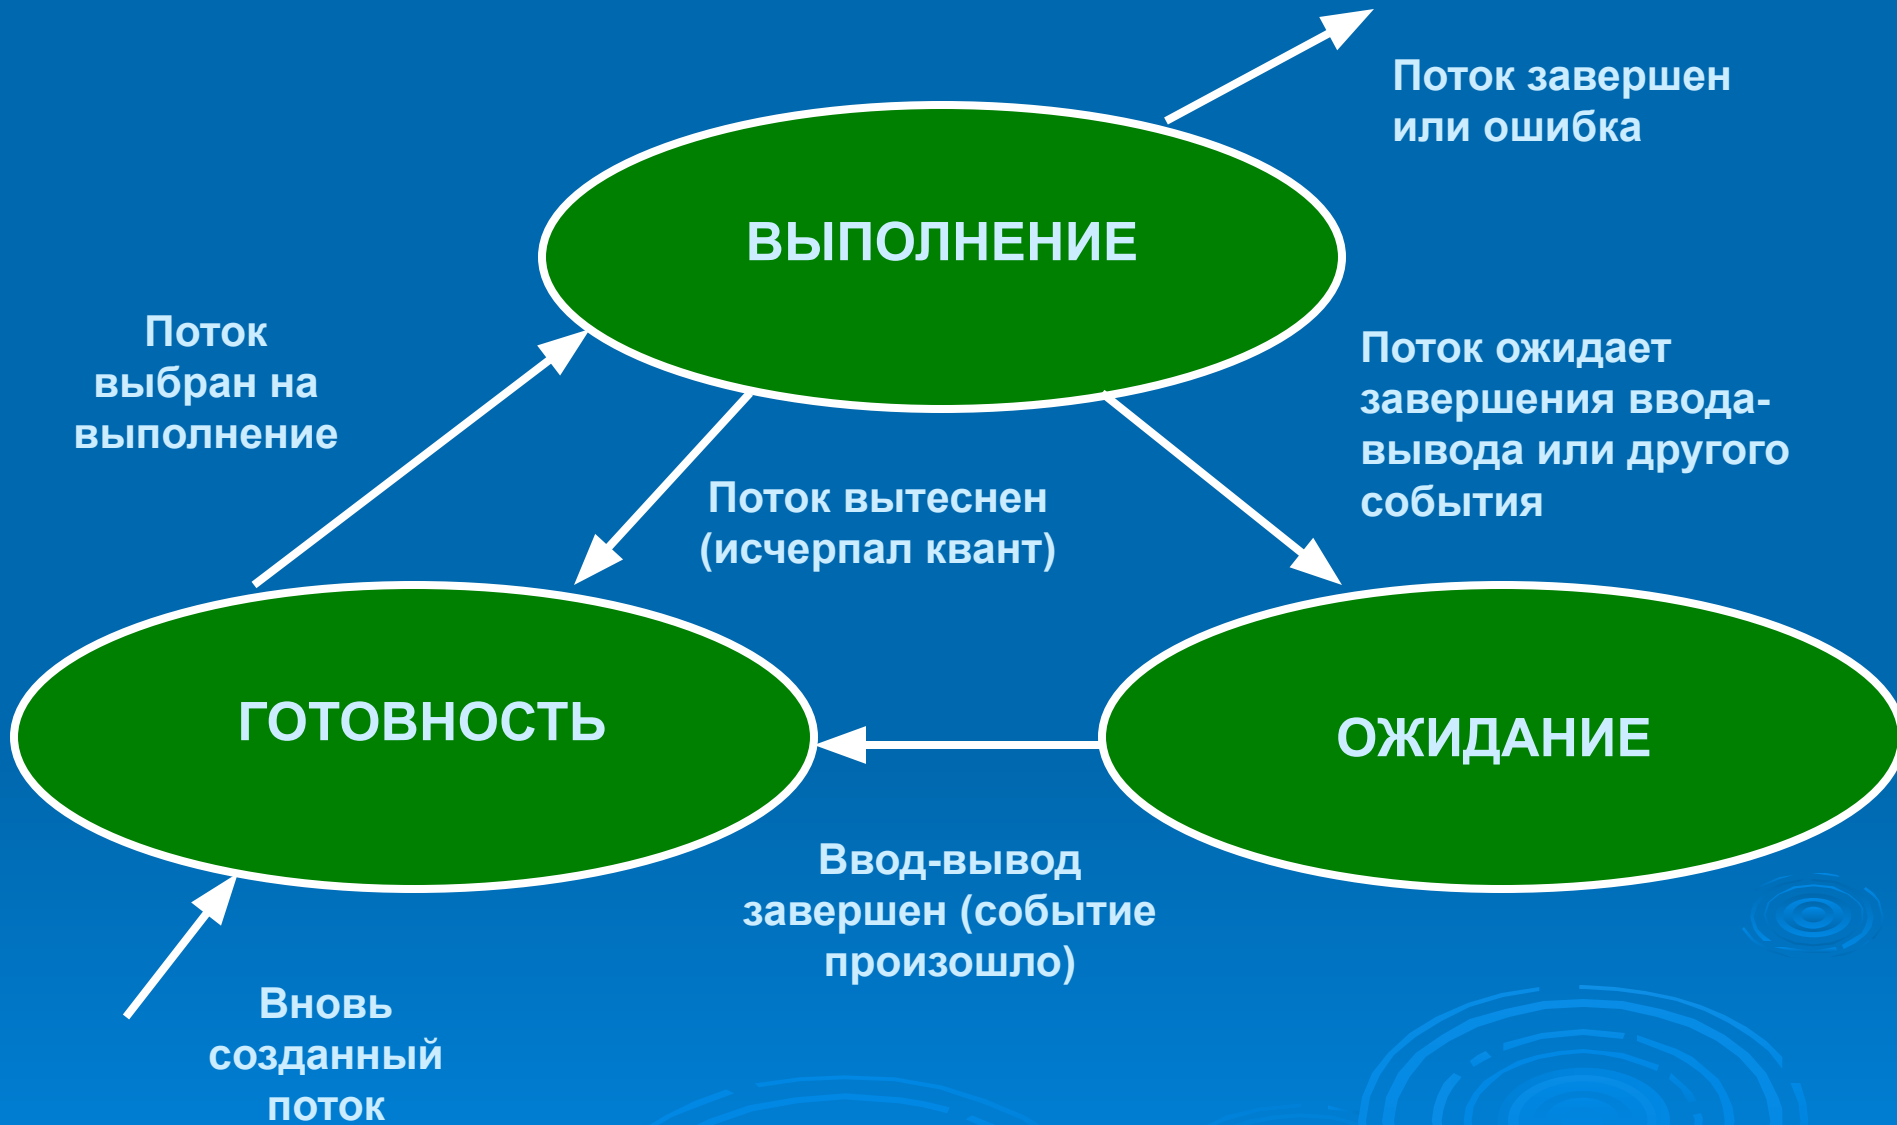 Поток завершен
или ошибка
ВЫПОЛНЕНИЕ
Поток
выбран на
выполнение
Поток ожидает
завершения ввода-
вывода или другого
события
Поток вытеснен
(исчерпал квант)
ГОТОВНОСТЬ
ОЖИДАНИЕ
Ввод-вывод
завершен (событие
произошло)
Вновь
созданный
поток